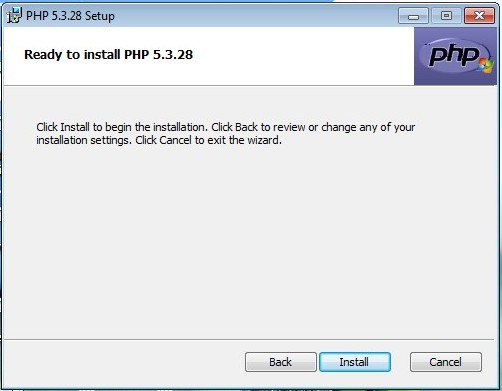 PHP 5.3.28 Setup
Ready to install PHP 5.3.28
php
Click Install to begin the installation. Click Back to review or change any of your
installation settings. Click Cancel to exit the wizard.
Back
Install
Cancel